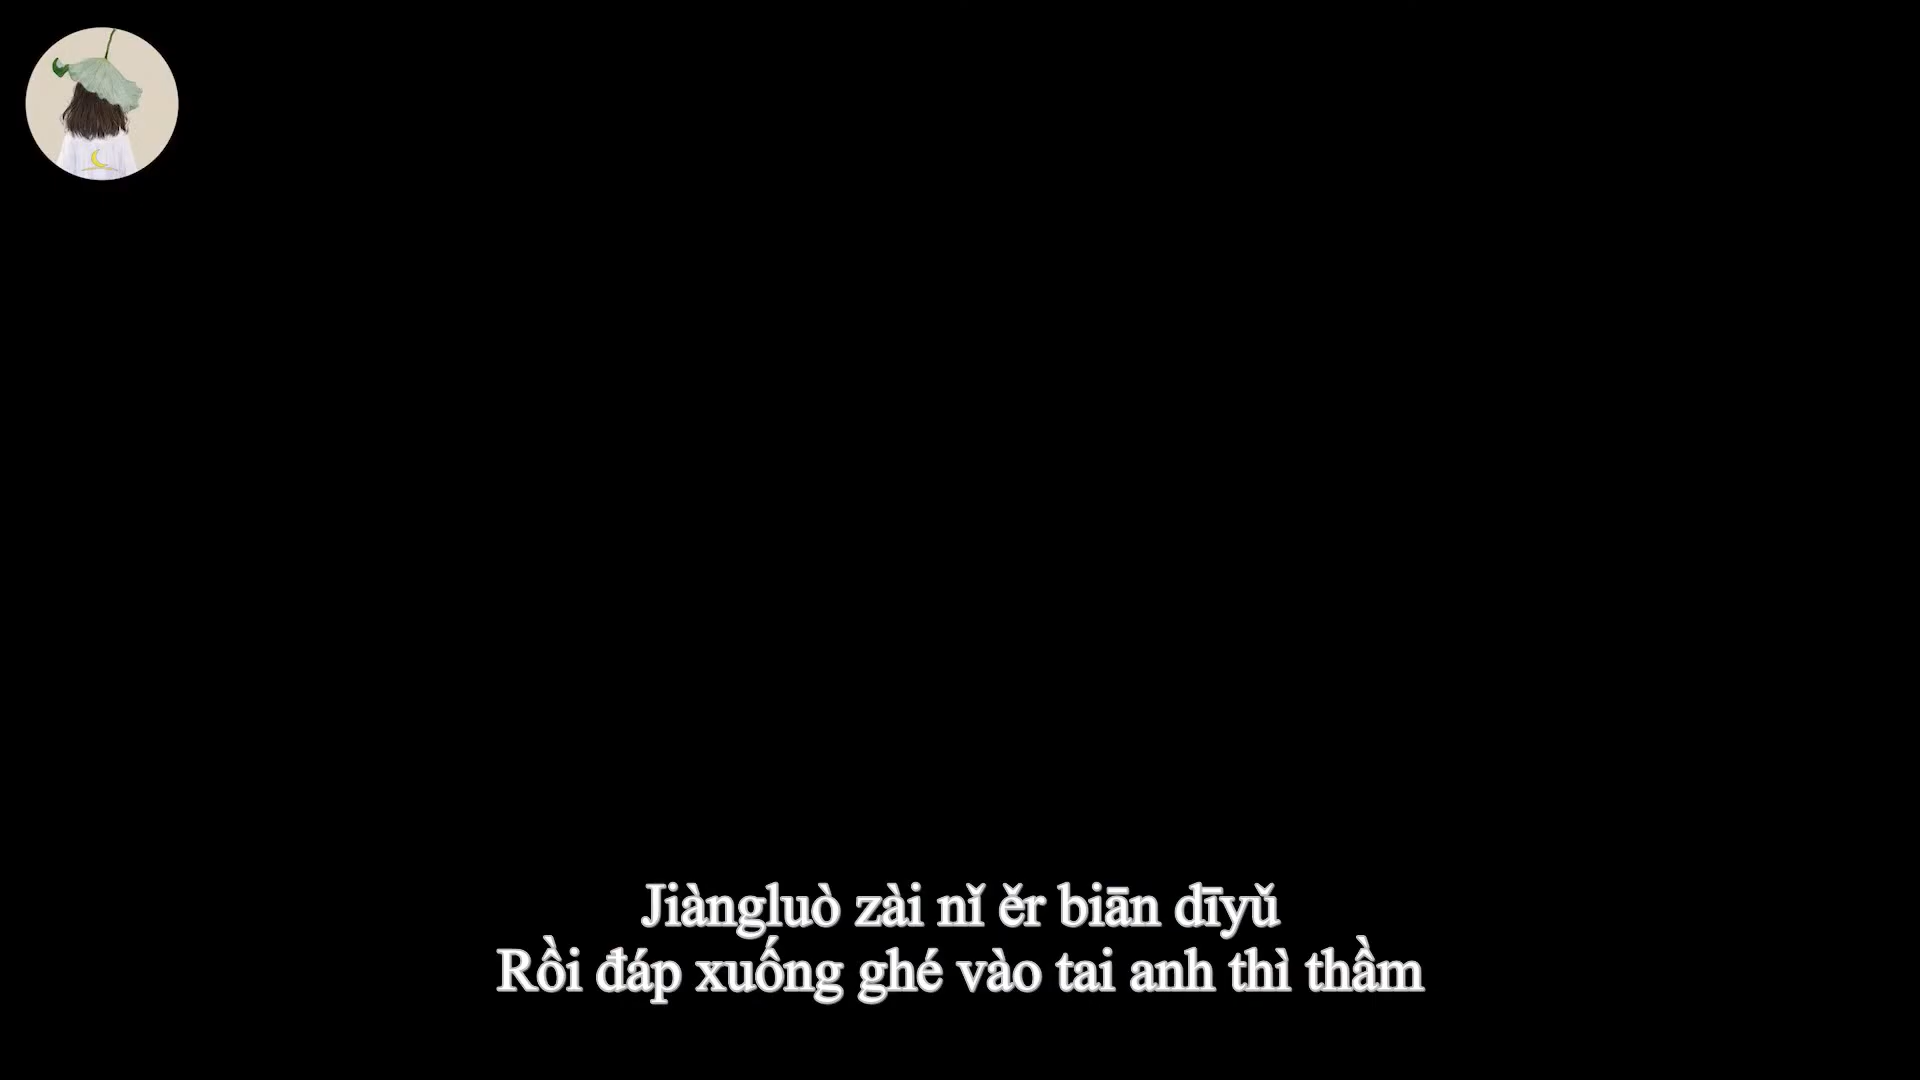 Jiàngluò zài nǐ ěr biān dīyǔ
Rồi đáp xuống ghé vào tai anh thì thầm